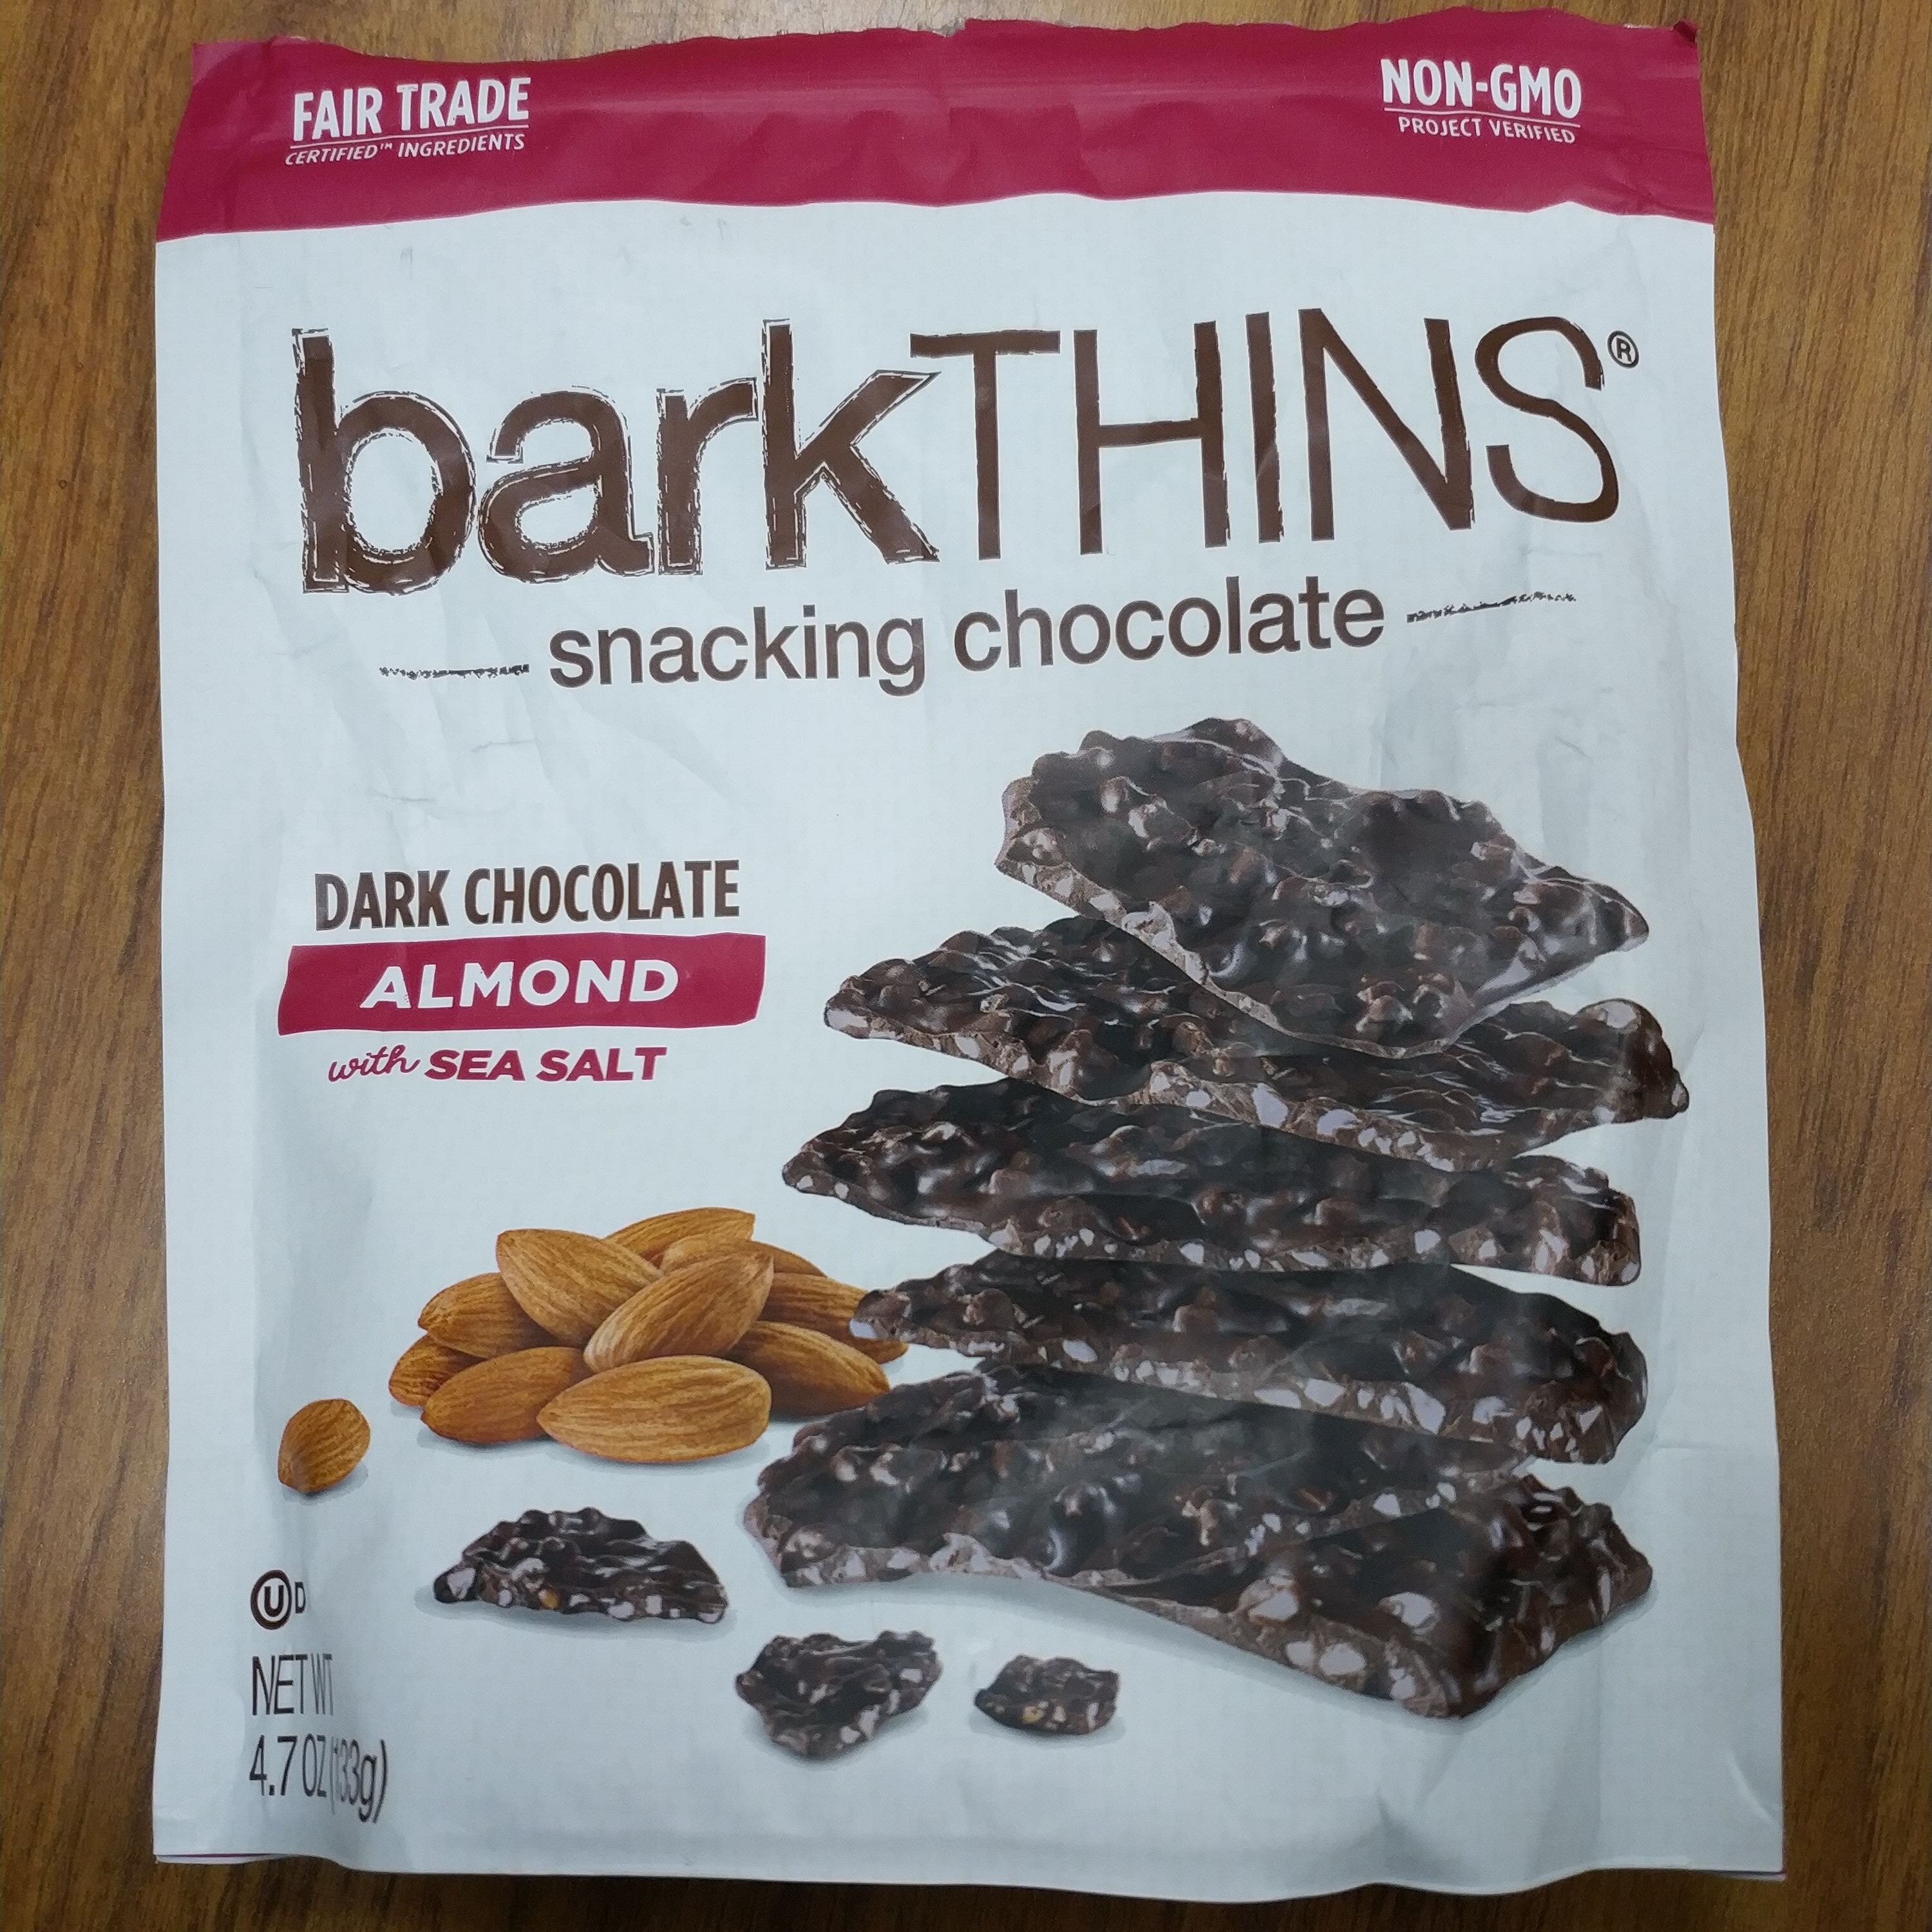 FAIR TRADE
CERTIFIED™ INGREDIENTS
NON-GMO
PROJECT VERIFIED
barkTHINS®
snacking chocolate
DARK CHOCOLATE
ALMOND
with SEA SALT
U D
NET WT
4.7 OZ (133g)